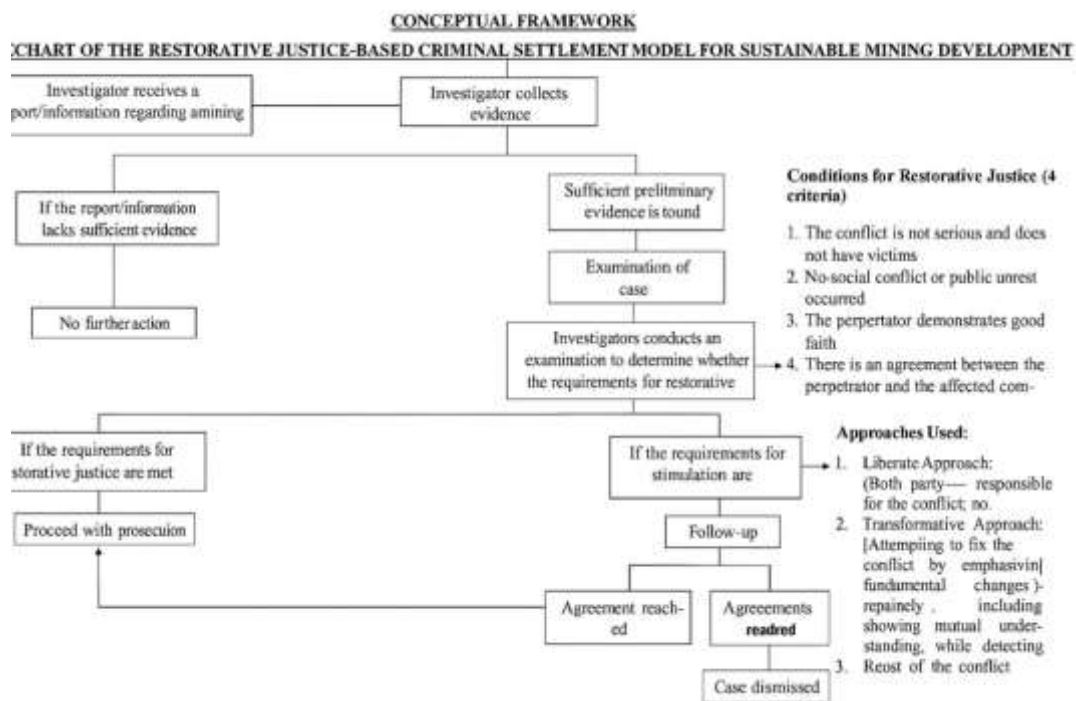 CONCEPTUAL FRAMEWORK
ECHART OF THE RESTORATIVE JUSTICE-BASED CRIMINAL SETTLEMENT MODEL FOR SUSTAINABLE MINING DEVELOPMENT
Investigator receives a
port/information regarding amining
Investigator collects
evidence
If the report/information
lacks sufficient evidence
No further action
Sufficient prelitminary
evidence is tound
Examination of
case
Investigators conducts an
examination to determine whether
the requirements for restorative
Conditions for Restorative Justice (4
criteria)
1. The conflict is not serious and does
not have victims
2. No-social conflict or public unrest
occurred
3. The perpertator demonstrates good
faith
4. There is an agreement between the
perpetrator and the affected com-
If the requirements for
storative justice are met
Proceed with prosecuion
If the requirements for
stimulation are
Follow-up
Agreement reach-
ed
Agreeements
readred
Case dismissed
Approaches Used:
1. Liberate Approach:
(Both party---- responsible
for the conflict; no.
2. Transformative Approach:
[Attempiing to fix the
conflict by emphasivin|
fundamental changes )-
repainely . including
showing mutual under-
standing, while detecting
3. Reost of the conflict